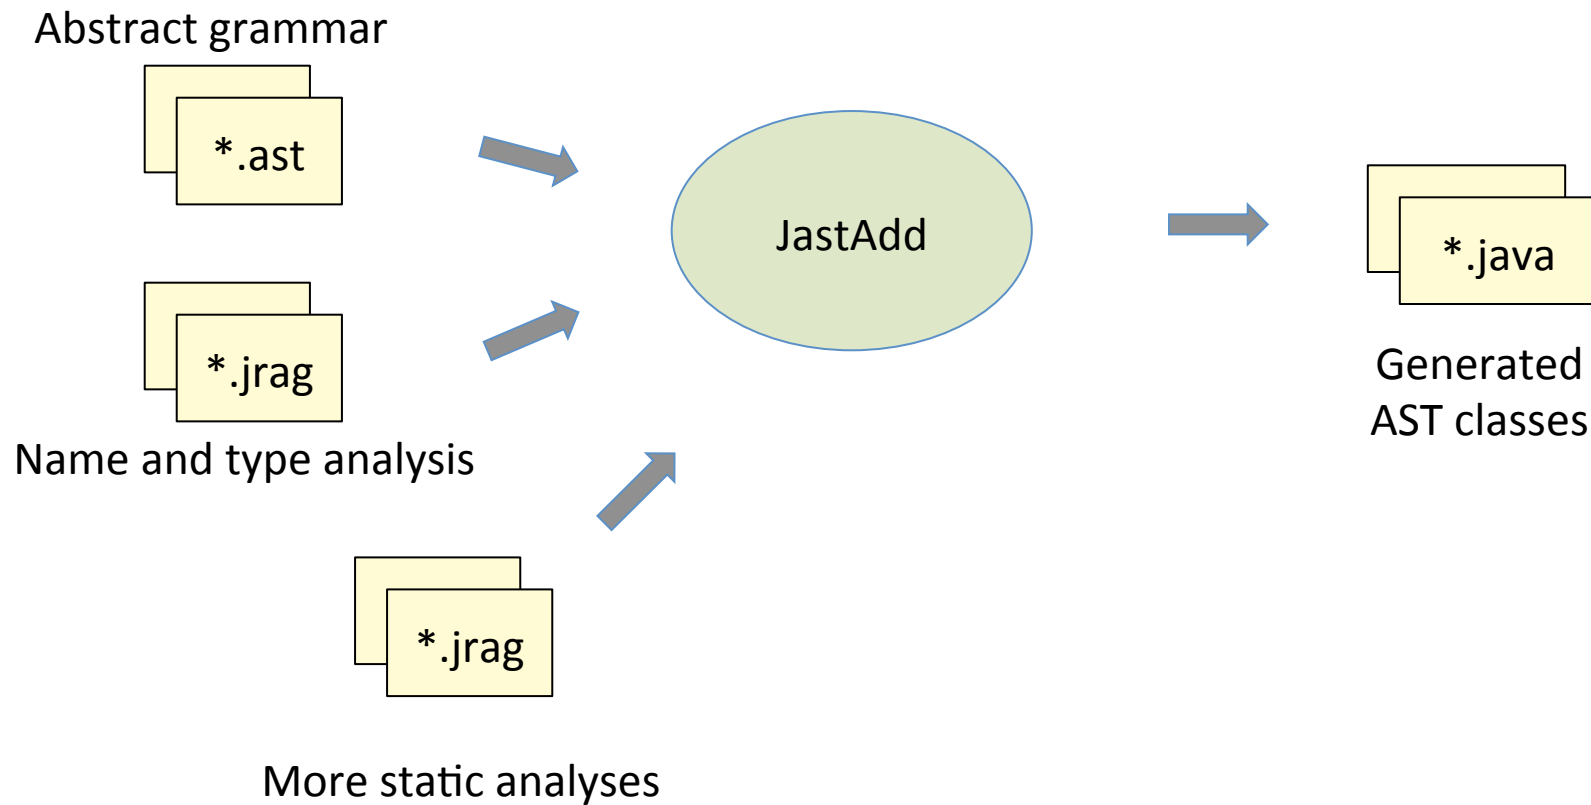 Abstract grammar
*.ast
JastAdd
*.java
*.jrag
Generated
AST classes
Name and type analysis
*.jrag
More static analyses